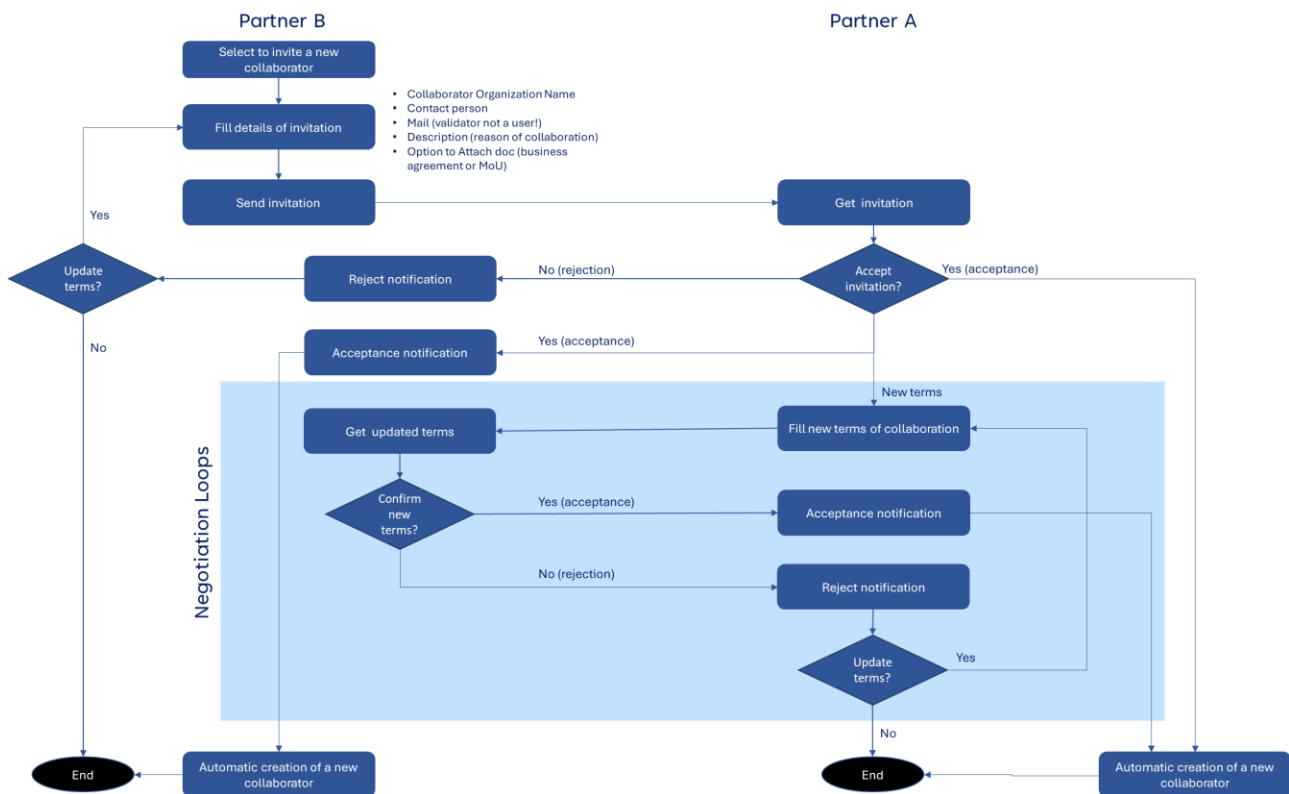 Partner B
Partner A
Select to invite a new
collaborator
• Collaborator Organization Name
• Contact person
• Mail (validator not a user!)
• Description (reason of collaboration)
• Option to Attach doc (business
agreement or MoU)
Fill details of invitation
Send invitation
Get invitation
Yes
Update
terms?
Reject notification
No (rejection)
Accept
invitation?
Yes (acceptance)
No
Acceptance notification
Yes (acceptance)
New terms
Negotiation Loops
Get updated terms
Fill new terms of collaboration
Confirm
new
terms?
Yes (acceptance)
Acceptance notification
No (rejection)
Reject notification
Update
terms?
Yes
No
End
Automatic creation of a new
collaborator
End
Automatic creation of a new
collaborator